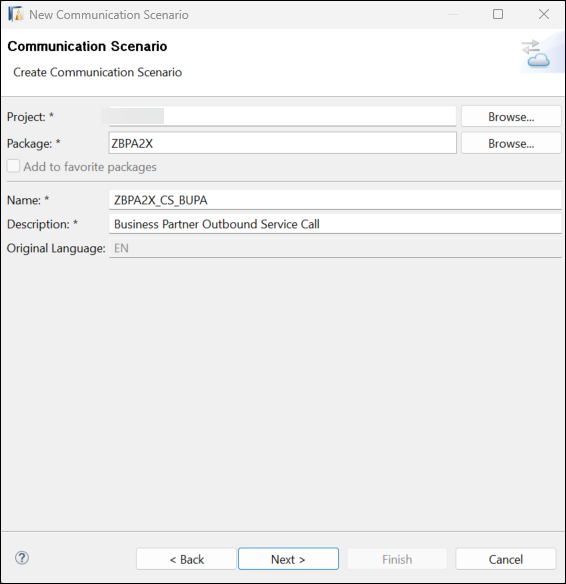 New Communication Scenario
Communication Scenario
Create Communication Scenario
Project: * Browse...
Package: * ZBPA2X Browse...
Add to favorite packages
Name: * ZBPA2X_CS_BUPA
Description: * Business Partner Outbound Service Call
Original Language: EN
? < Back Next > Finish Cancel